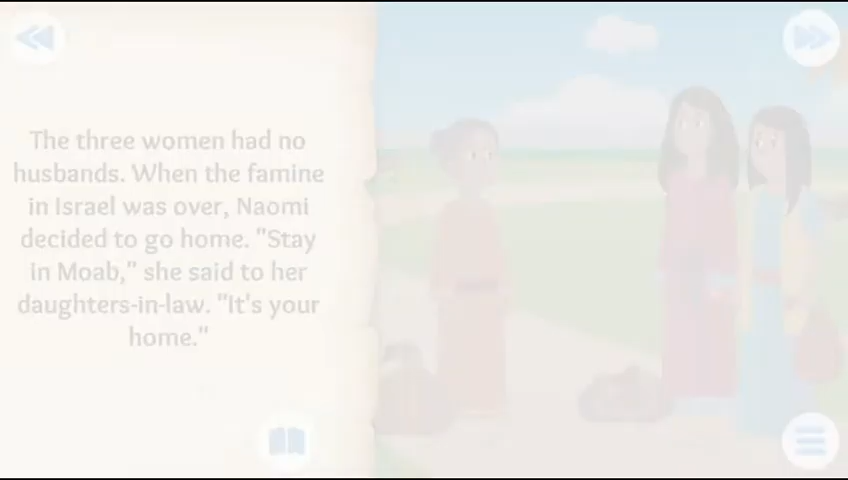 The three women had no
husbands. When the famine
in Israel was over, Naomi
decided to go home. "Stay
in Moab," she said to her
daughters-in-law. "It's your
home."